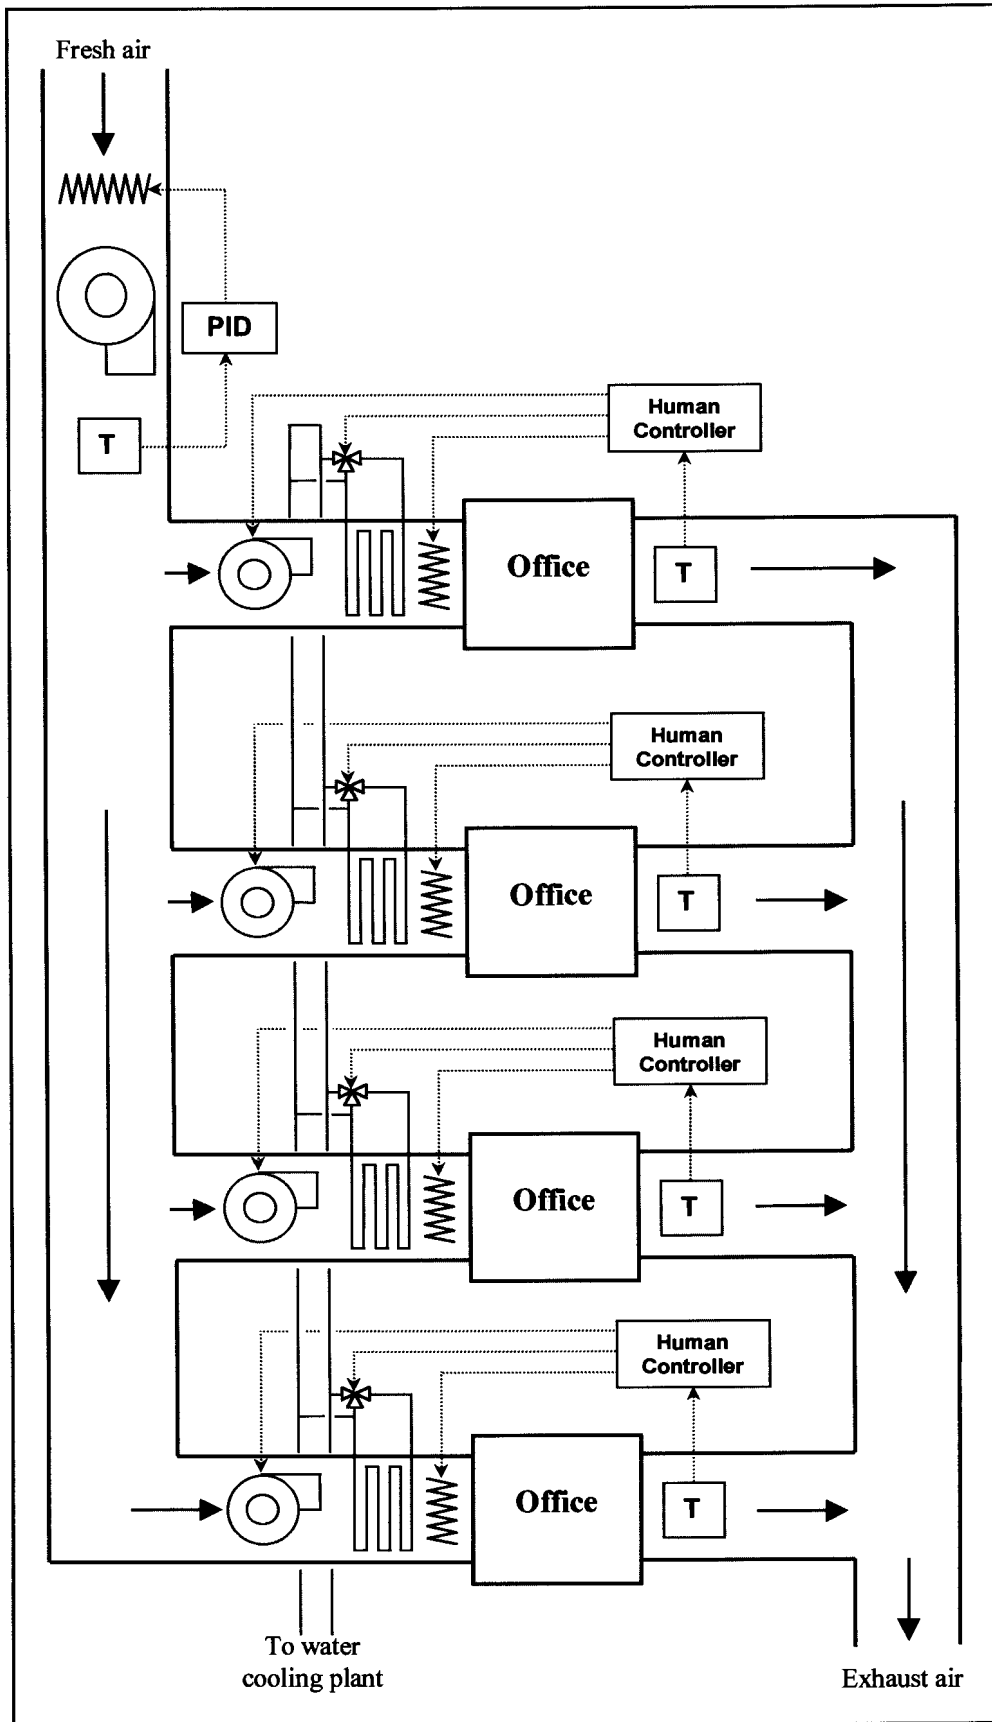 Fresh air
PID
T
Human
Controller
Office
T
Human
Controller
Office
T
Human
Controller
Office
T
Human
Controller
Office
T
To water
cooling plant
Exhaust air